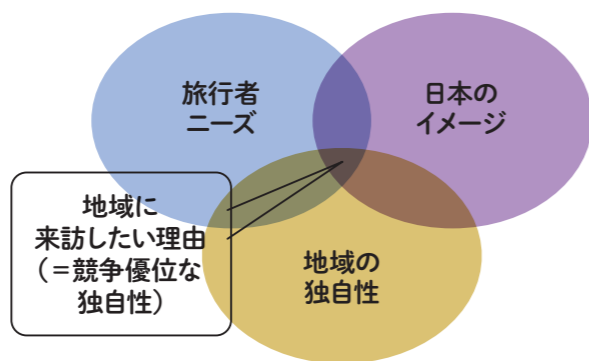 旅行者
ニーズ
日本の
イメージ
地域に
来訪したい理由
（＝競争優位な
独自性）
地域の
独自性